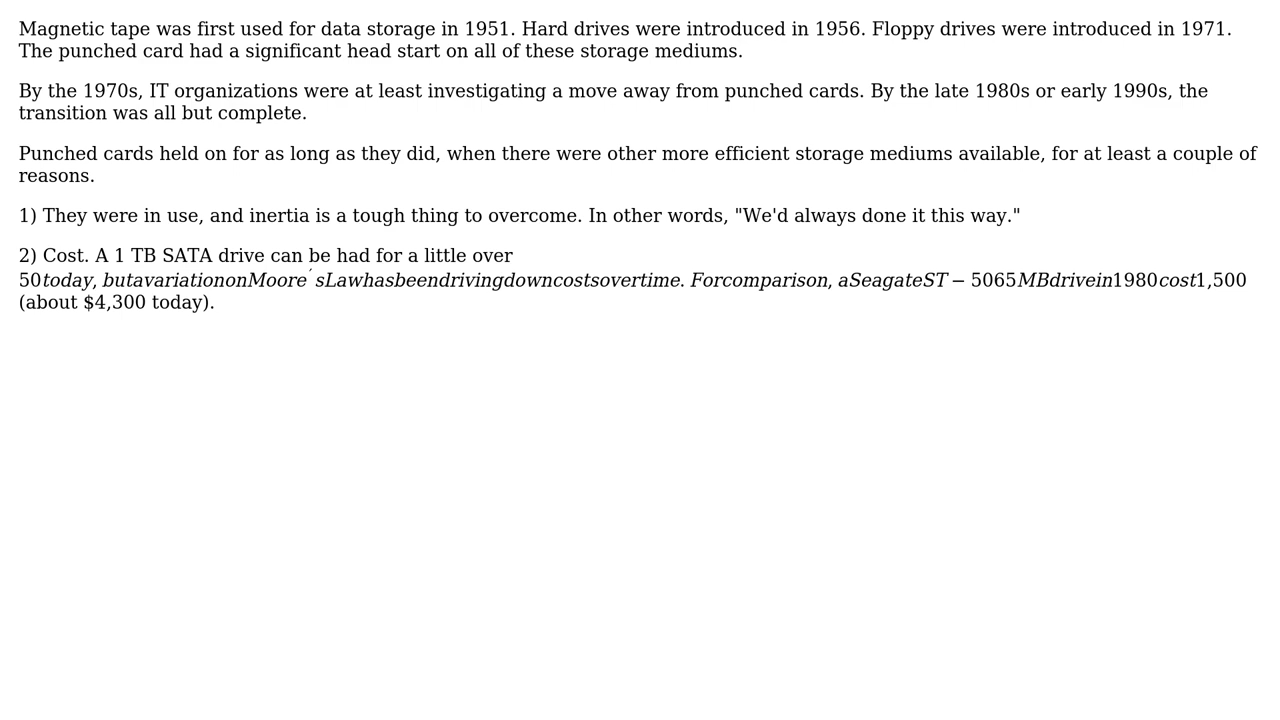 Magnetic tape was first used for data storage in 1951. Hard drives were introduced in 1956. Floppy drives were introduced in 1971.
The punched card had a significant head start on all of these storage mediums.
By the 1970s, IT organizations were at least investigating a move away from punched cards. By the late 1980s or early 1990s, the
transition was all but complete.
Punched cards held on for as long as they did, when there were other more efficient storage mediums available, for at least a couple of
reasons.
1) They were in use, and inertia is a tough thing to overcome. In other words, "We'd always done it this way."
2) Cost. A 1 TB SATA drive can be had for a little over
50today, butavariationonMoore′sLawhasbeendrivingdowncostsovertime. Forcomparison, aSeagateST − 5065MBdrivein1980cost1,500
(about $4,300 today).